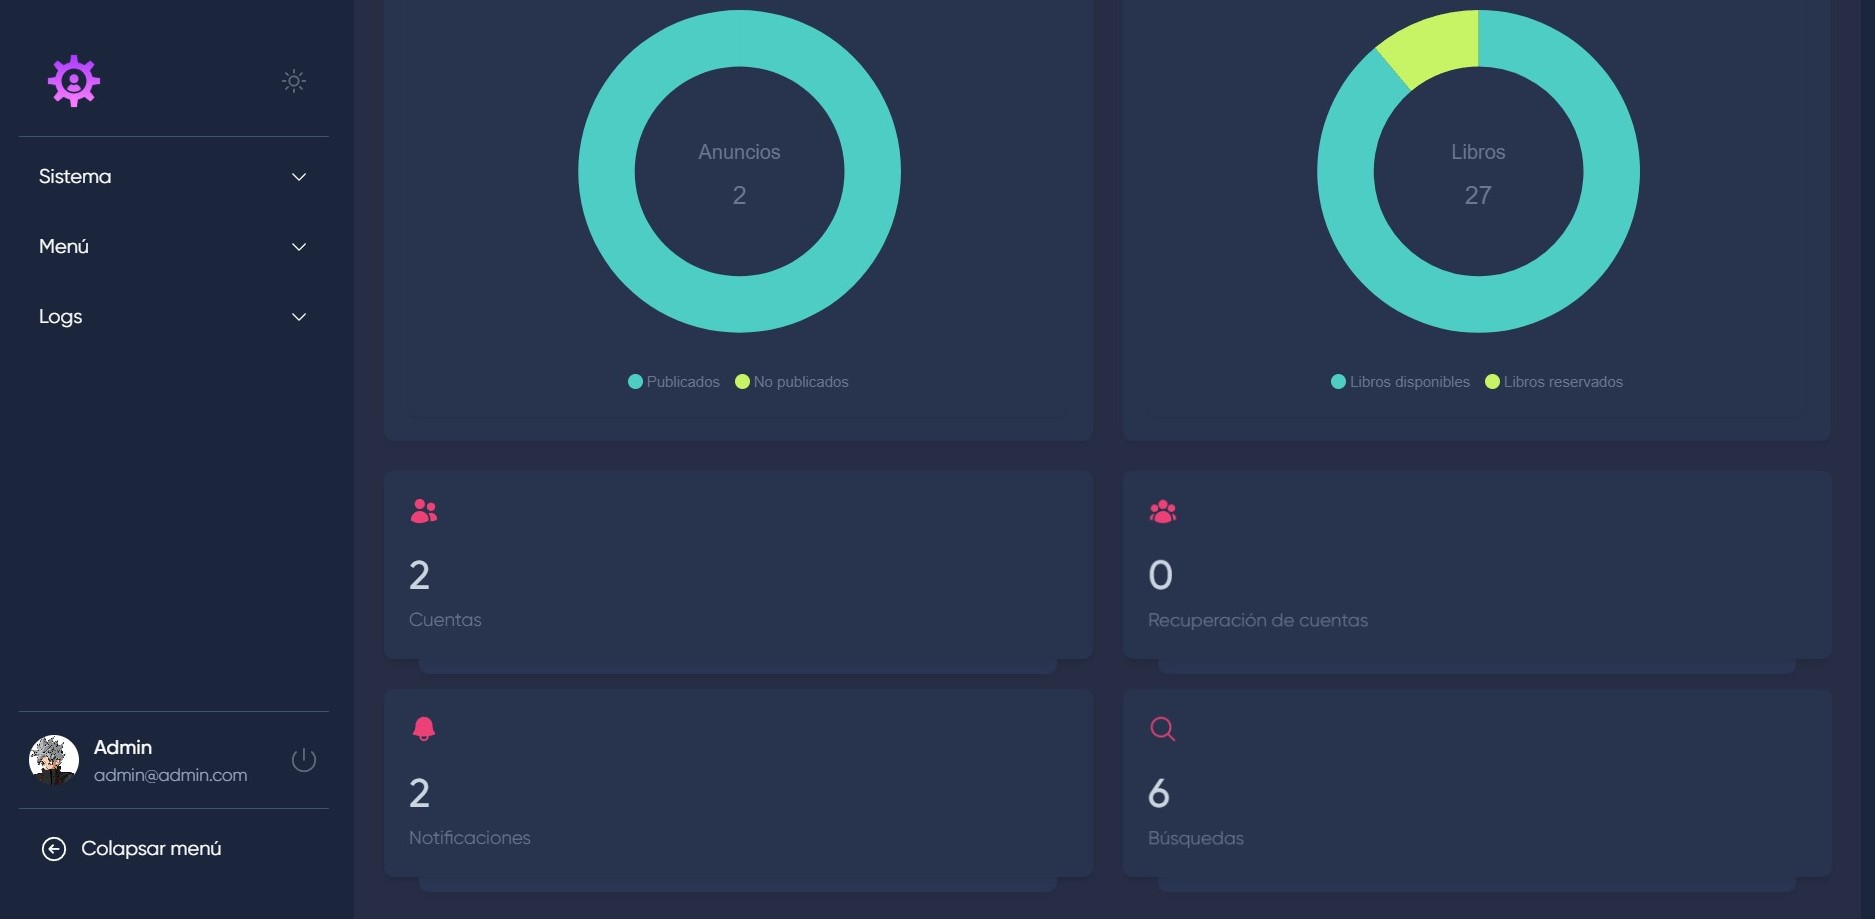 Sistema
Menú
Logs
Admin
admin@admin.com
Colapsar menú
Anuncios
2
Publicados No publicados
Libros
27
Libros disponibles Libros reservados
2
Cuentas
0
Recuperación de cuentas
2
Notificaciones
6
Búsquedas